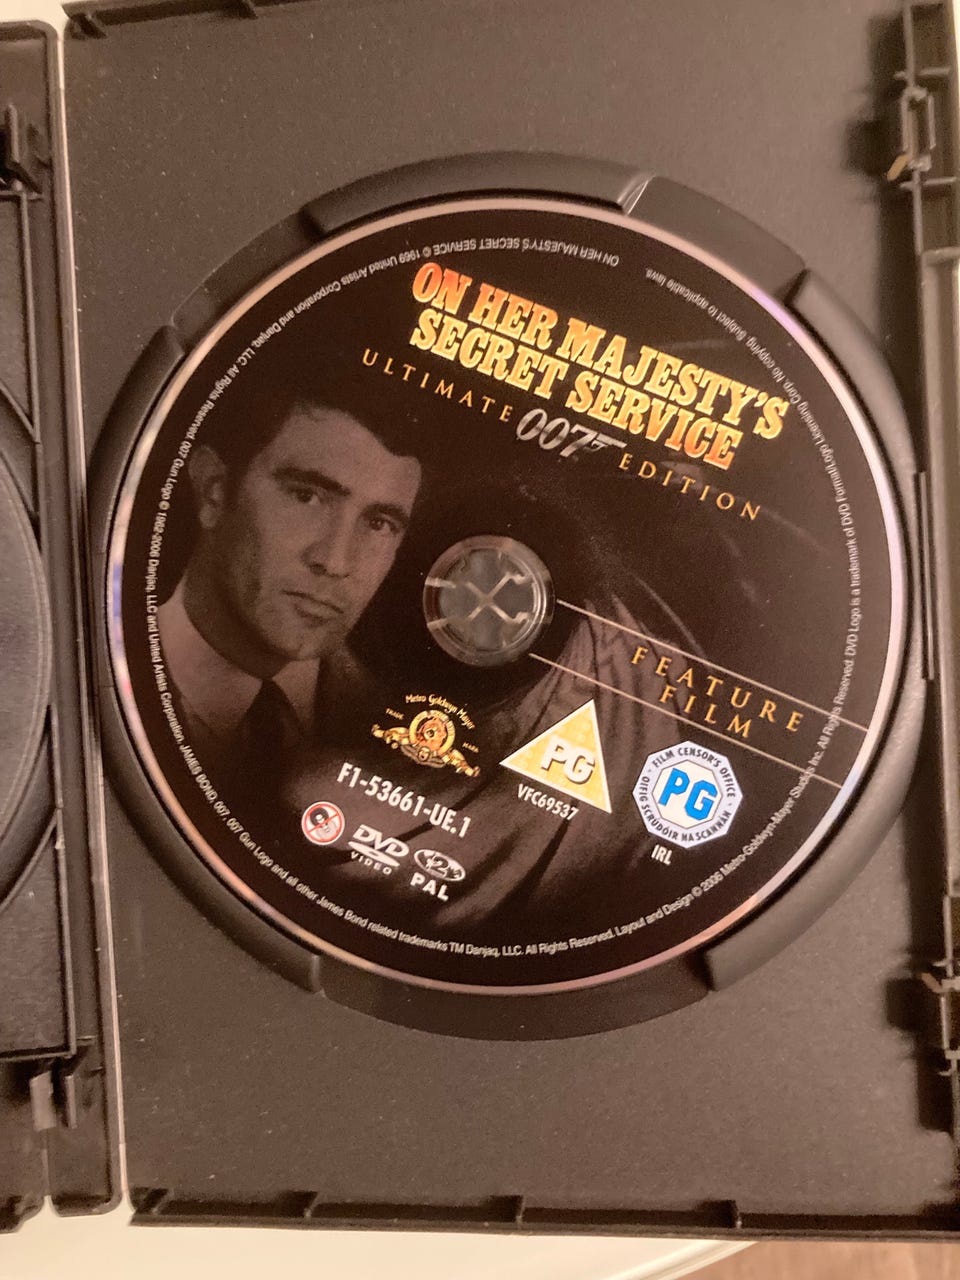 ON HER MAJESTY'S
SECRET SERVICE
ULTIMATE 007 EDITION
FEATURE
FILM
Metro Goldwyn Mayer
TRADE MARK
PG
VFC69537
FILM CENSOR'S OFFICE
PG
OIFIG SCRÚDÓIR NA SCANNÁN
IRL
F1-53661-UE.1
DVD
VIDEO
2
PAL
ON HER MAJESTY'S SECRET SERVICE © 1969 United Artists Corporation and Danjaq, LLC. All Rights Reserved. 007 Gun Logo © 1962-2006 Danjaq, LLC and United Artists Corporation. JAMES BOND, 007, 007 Gun Logo and all other James Bond related trademarks TM Danjaq, LLC. All Rights Reserved. Layout and Design © 2006 Metro-Goldwyn-Mayer Studios Inc. All Rights Reserved. DVD Logo is a trademark of DVD Format/Logo Licensing Corp. No copying Subject to applicable laws.